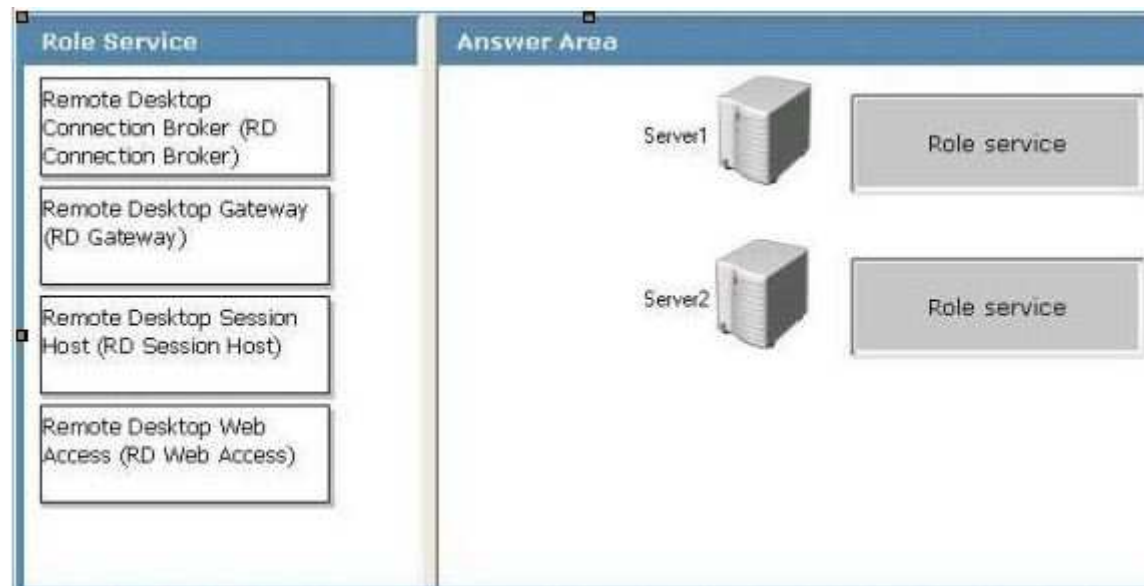 Role Service
Remote Desktop
Connection Broker (RD
Connection Broker)
Remote Desktop Gateway
(RD Gateway)
Remote Desktop Session
Host (RD Session Host)
Remote Desktop Web
Access (RD Web Access)
Answer Area
Server1
Role service
Server2
Role service